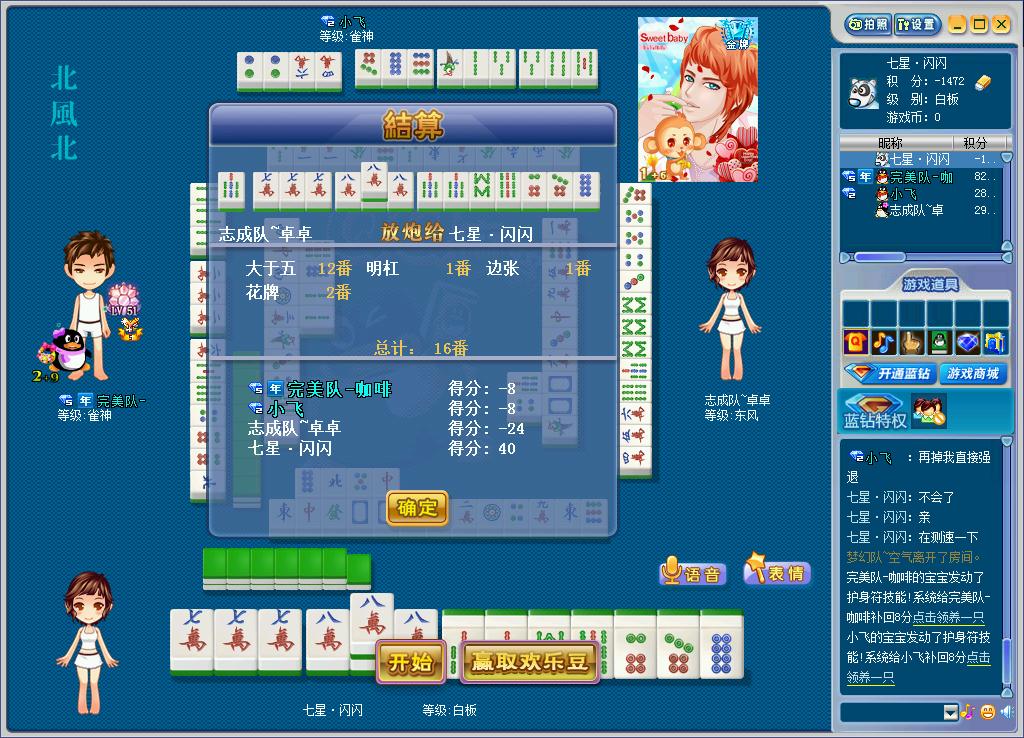 小飞
等级:雀神
北
風
北
Sweet Baby
金牌
1+6
結算
志成队~卓卓
放炮给
七星·闪闪
大于五 12番 明杠 1番 边张 1番
花牌 2番
总计: 16番
年 完美队-咖啡 得分: -8
小飞 得分: -8
志成队~卓卓 得分: -24
七星·闪闪 得分: 40
确定
LV 51
2+9
年 完美队-
等级:雀神
志成队~卓卓
等级:东风
语音
表情
开始
赢取欢乐豆
七星·闪闪
等级:白板
拍照
设置
七星·闪闪
积 分: -1472
级 别: 白板
游戏币: 0
昵称 积分
七星·闪闪 -1..
年 完美队-咖 82..
小飞 28..
志成队~卓 29..
游戏道具
开通蓝钻
游戏商城
蓝钻特权
小飞 : 再掉我直接强
退
七星·闪闪: 不会了
七星·闪闪: 亲
七星·闪闪: 在测速一下
梦幻队~空气离开了房间。
完美队-咖啡的宝宝发动了
护身符技能!系统给完美队-
咖啡补回8分点击领养一只
小飞的宝宝发动了护身符技
能!系统给小飞补回8分点击
领养一只